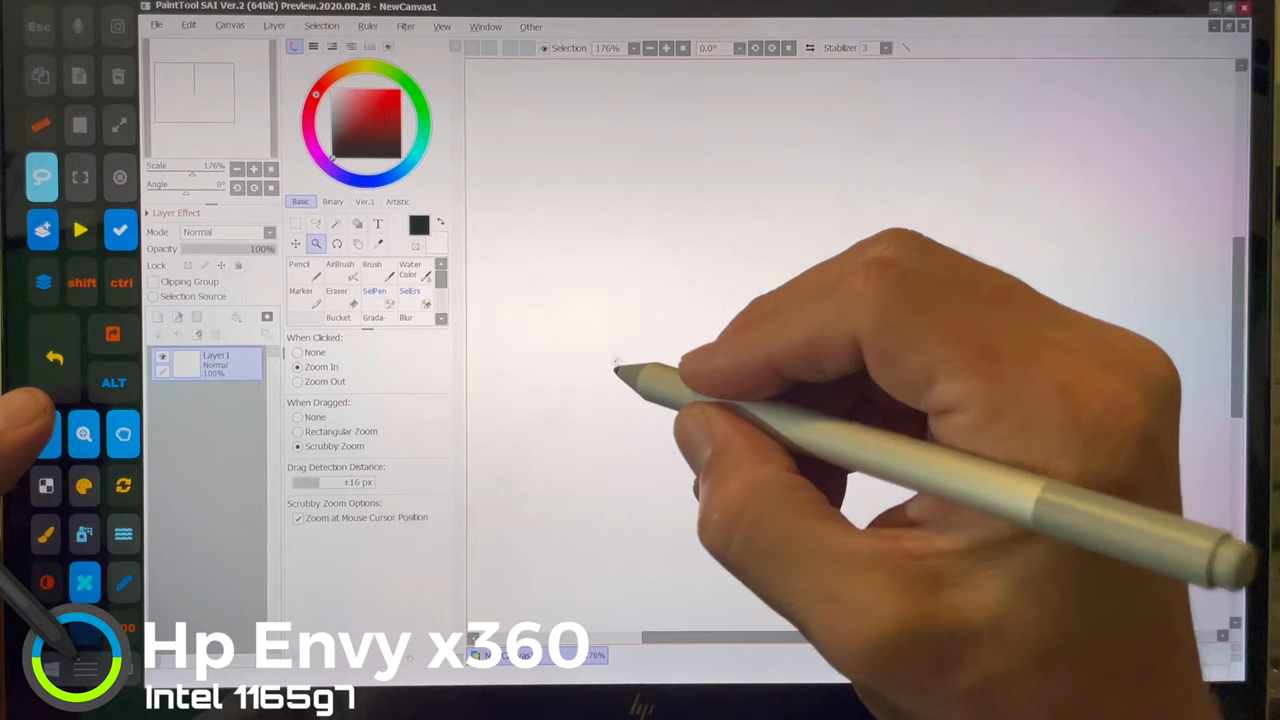 PaintTool SAI Ver.2 (64bit) Preview.2020.08.28 - NewCanvas1
File Edit Canvas Layer Selection Ruler Filter View Window Other
Esc
Selection 176% 0.0° Stabilizer 3
Scale 176%
Angle 0°
Layer Effect
Mode Normal
Opacity 100%
Lock
Clipping Group
Selection Source
Layer1
Normal
100%
Basic Binary Ver.1 Artistic
T
Pencil AirBrush Brush Water Color
Marker Eraser SelPen SelErs
Bucket Grada- Blur
When Clicked:
None
Zoom In
Zoom Out
When Dragged:
None
Rectangular Zoom
Scrubby Zoom
Drag Detection Distance:
±16 px
Scrubby Zoom Options:
Zoom at Mouse Cursor Position
shift ctrl
ALT
hp
Hp Envy x360
Intel 1165g7